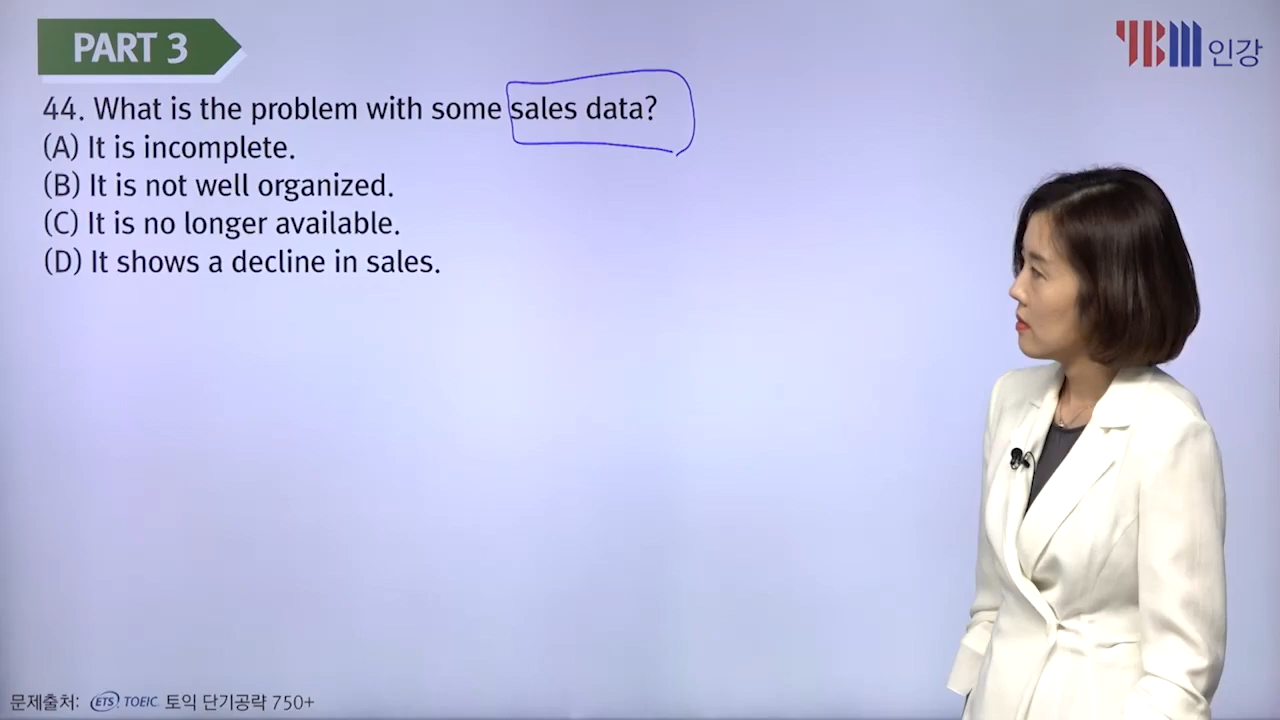 PART 3
YBM 인강
44. What is the problem with some sales data?
(A) It is incomplete.
(B) It is not well organized.
(C) It is no longer available.
(D) It shows a decline in sales.
문제출처: ETS TOEIC 토익 단기공략 750+